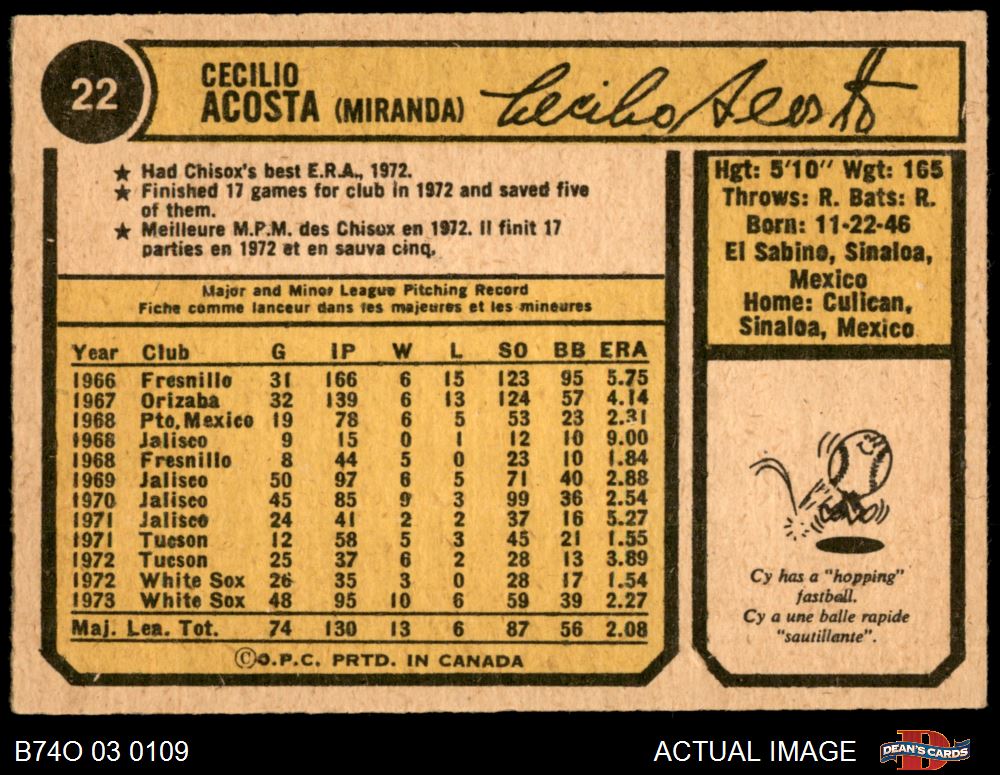 22
CECILIO
ACOSTA (MIRANDA)
Cecilio Acosta
★ Had Chisox's best E.R.A., 1972.
★ Finished 17 games for club in 1972 and saved five
of them.
★ Meilleure M.P.M. des Chisox en 1972. Il finit 17
parties en 1972 et en sauva cinq.
Major and Minor League Pitching Record
Fiche comme lanceur dans les majeures et les mineures
Year Club G IP W L SO BB ERA
1966 Fresnillo 31 166 6 15 123 95 5.75
1967 Orizaba 32 139 6 13 124 57 4.14
1968 Pto. Mexico 19 78 6 5 53 23 2.31
1968 Jalisco 9 15 0 1 12 10 9.00
1968 Fresnillo 8 44 5 0 23 10 1.84
1969 Jalisco 50 97 6 5 71 40 2.88
1970 Jalisco 45 85 9 3 99 36 2.54
1971 Jalisco 24 41 2 2 37 16 5.27
1971 Tucson 12 58 5 3 45 21 1.55
1972 Tucson 25 37 6 2 28 13 3.89
1972 White Sox 26 35 3 0 28 17 1.54
1973 White Sox 48 95 10 6 59 39 2.27
Maj. Lea. Tot. 74 130 13 6 87 56 2.08
©O.P.C. PRTD. IN CANADA
Hgt: 5'10" Wgt: 165
Throws: R. Bats: R.
Born: 11-22-46
El Sabino, Sinaloa,
Mexico
Home: Culican,
Sinaloa, Mexico
Cy has a "hopping"
fastball.
Cy a une balle rapide
"sautillante".
B74O 03 0109
ACTUAL IMAGE
DEAN'S CARDS